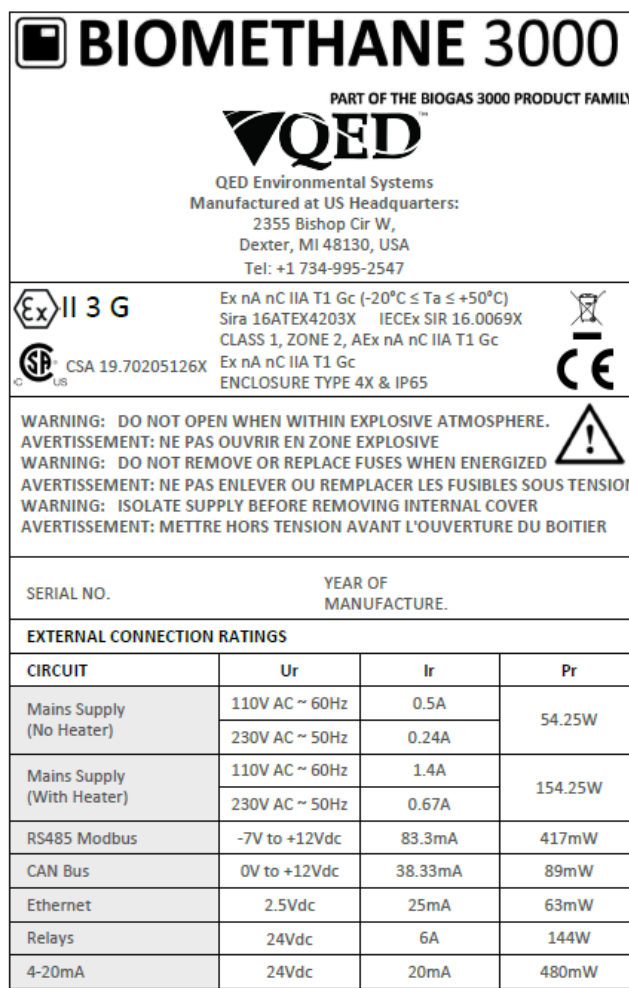 BIOMETHANE 3000
PART OF THE BIOGAS 3000 PRODUCT FAMILY
QED™
QED Environmental Systems
Manufactured at US Headquarters:
2355 Bishop Cir W,
Dexter, MI 48130, USA
Tel: +1 734-995-2547
Ex II 3 G
Ex nA nC IIA T1 Gc (-20°C ≤ Ta ≤ +50°C)
Sira 16ATEX4203X IECEx SIR 16.0069X
CLASS 1, ZONE 2, AEx nA nC IIA T1 Gc
C SA US CSA 19.70205126X Ex nA nC IIA T1 Gc
ENCLOSURE TYPE 4X & IP65
CE
WARNING: DO NOT OPEN WHEN WITHIN EXPLOSIVE ATMOSPHERE.
AVERTISSEMENT: NE PAS OUVRIR EN ZONE EXPLOSIVE
WARNING: DO NOT REMOVE OR REPLACE FUSES WHEN ENERGIZED
AVERTISSEMENT: NE PAS ENLEVER OU REMPLACER LES FUSIBLES SOUS TENSION
WARNING: ISOLATE SUPPLY BEFORE REMOVING INTERNAL COVER
AVERTISSEMENT: METTRE HORS TENSION AVANT L'OUVERTURE DU BOITIER
SERIAL NO. YEAR OF
MANUFACTURE.
EXTERNAL CONNECTION RATINGS
CIRCUIT Ur Ir Pr
Mains Supply
(No Heater) 110V AC ~ 60Hz 0.5A 54.25W
230V AC ~ 50Hz 0.24A
Mains Supply
(With Heater) 110V AC ~ 60Hz 1.4A 154.25W
230V AC ~ 50Hz 0.67A
RS485 Modbus -7V to +12Vdc 83.3mA 417mW
CAN Bus 0V to +12Vdc 38.33mA 89mW
Ethernet 2.5Vdc 25mA 63mW
Relays 24Vdc 6A 144W
4-20mA 24Vdc 20mA 480mW